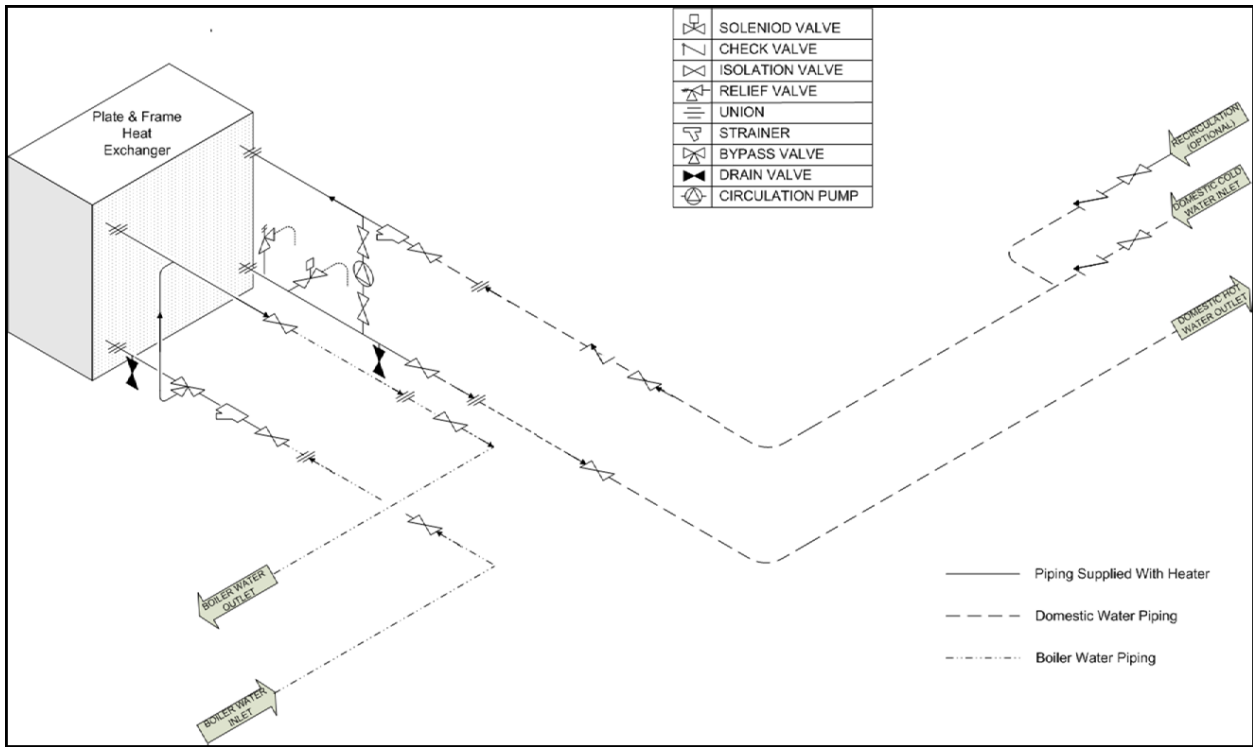 Plate & Frame
Heat
Exchanger
SOLENIOD VALVE
CHECK VALVE
ISOLATION VALVE
RELIEF VALVE
UNION
STRAINER
BYPASS VALVE
DRAIN VALVE
CIRCULATION PUMP
RECIRCULATION
(OPTIONAL)
DOMESTIC COLD
WATER INLET
DOMESTIC HOT
WATER OUTLET
BOILER WATER
OUTLET
BOILER WATER
INLET
Piping Supplied With Heater
Domestic Water Piping
Boiler Water Piping